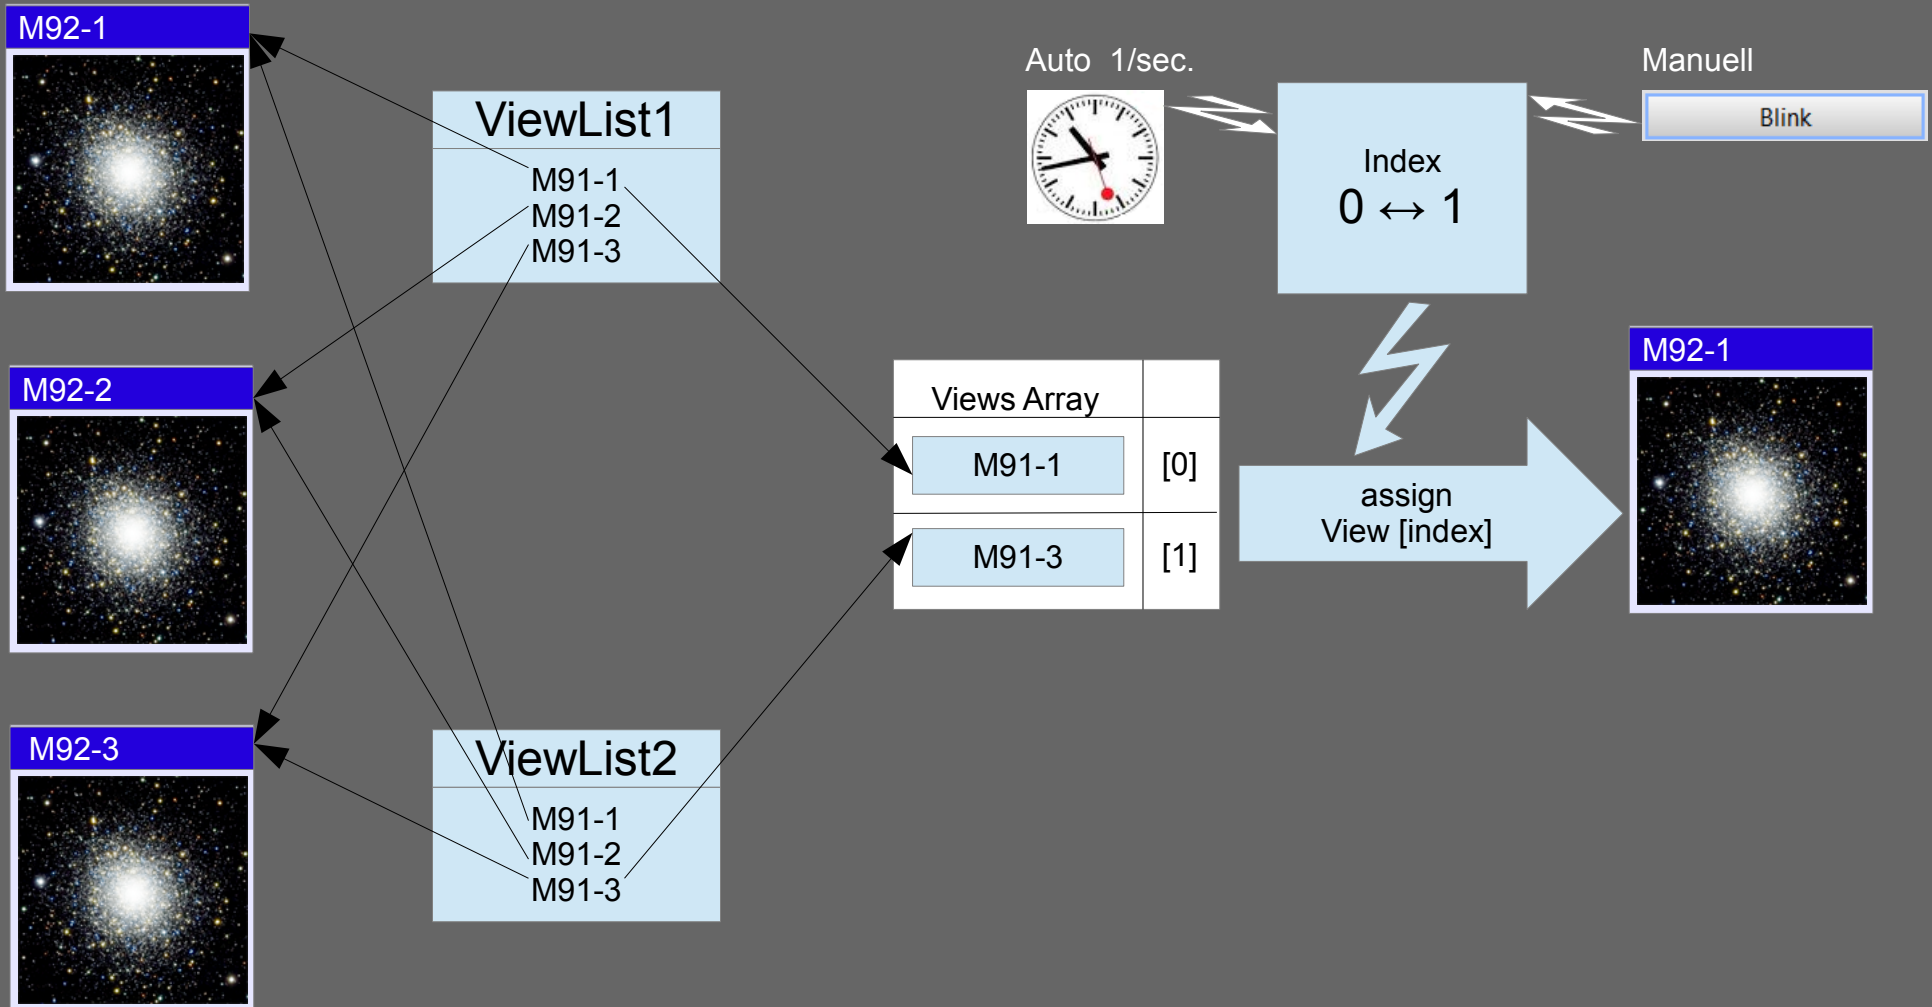 M92-1
M92-2
M92-3
ViewList1
M91-1
M91-2
M91-3
ViewList2
M91-1
M91-2
M91-3
Views Array
M91-1 [0]
M91-3 [1]
Auto 1/sec.
Index
0 ↔ 1
Manuell
Blink
assign
View [index]
M92-1